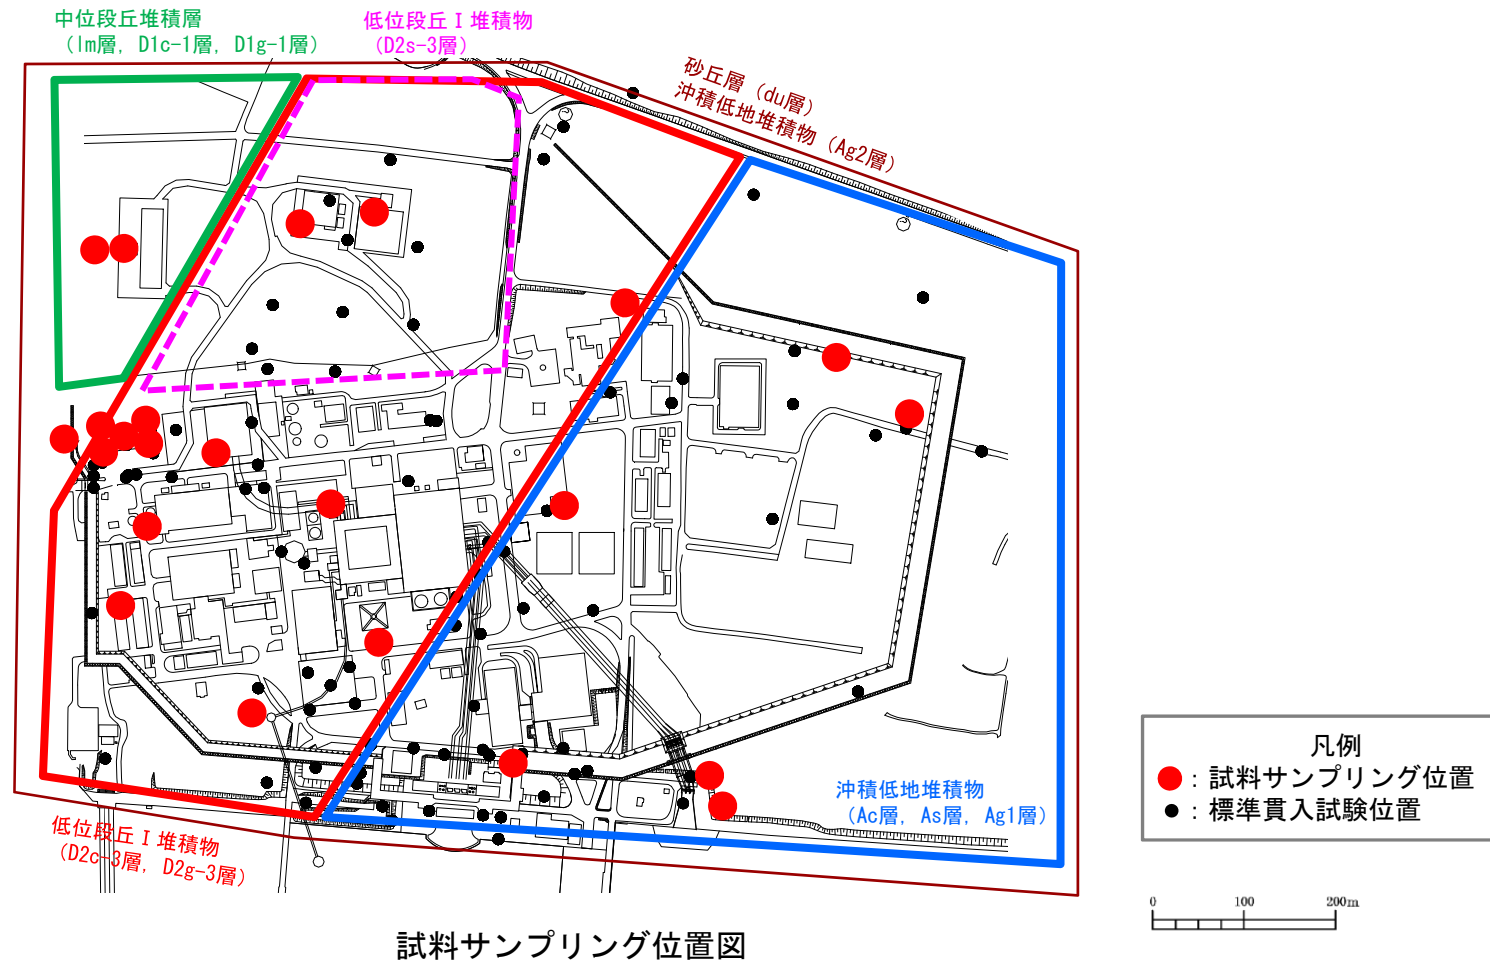 中位段丘堆積層
（lm層，D1c-1層，D1g-1層）
低位段丘Ⅰ堆積物
（D2s-3層）
砂丘層（du層）
沖積低地堆積物（Ag2層）
沖積低地堆積物
（Ac層，As層，Ag1層）
低位段丘Ⅰ堆積物
（D2c-3層，D2g-3層）
凡例
：試料サンプリング位置
：標準貫入試験位置
0 100 200m
試料サンプリング位置図